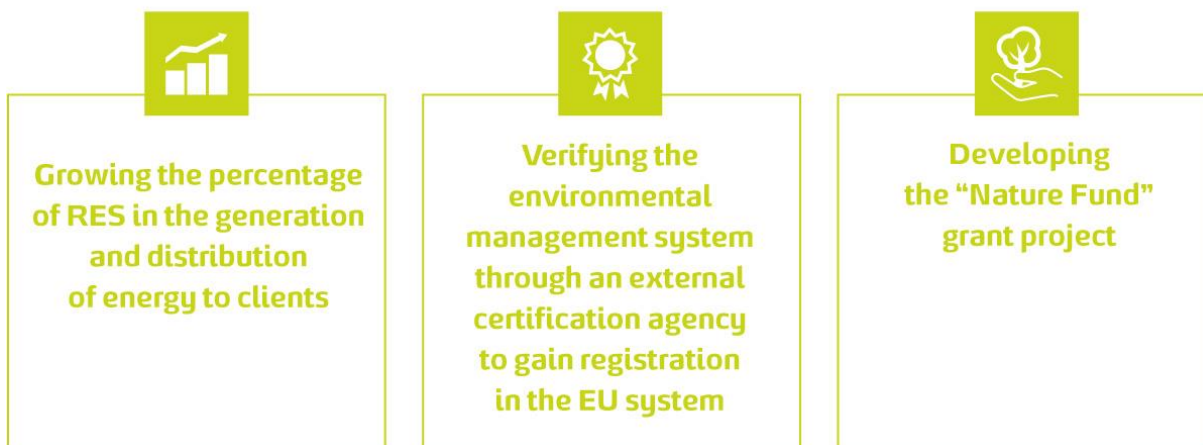 Growing the percentage
of RES in the generation
and distribution
of energy to clients
Verifying the
environmental
management system
through an external
certification agency
to gain registration
in the EU system
Developing
the “Nature Fund”
grant project